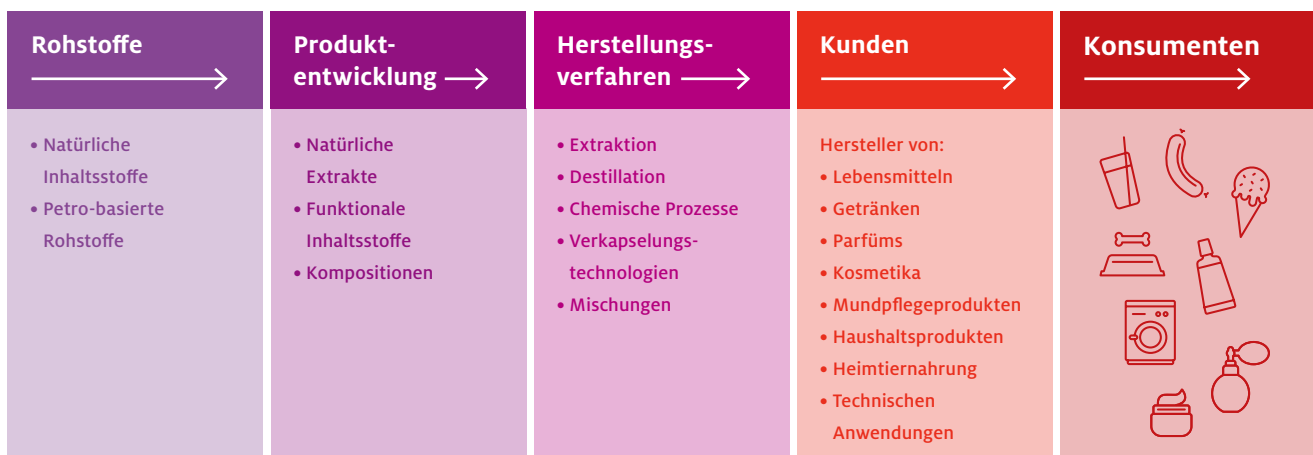 Rohstoffe
• Natürliche
Inhaltsstoffe
• Petro-basierte
Rohstoffe
Produkt-
entwicklung
• Natürliche
Extrakte
• Funktionale
Inhaltsstoffe
• Kompositionen
Herstellungs-
verfahren
• Extraktion
• Destillation
• Chemische Prozesse
• Verkapselungs-
technologien
• Mischungen
Kunden
Hersteller von:
• Lebensmitteln
• Getränken
• Parfüms
• Kosmetika
• Mundpflegeprodukten
• Haushaltsprodukten
• Heimtiernahrung
• Technischen
Anwendungen
Konsumenten